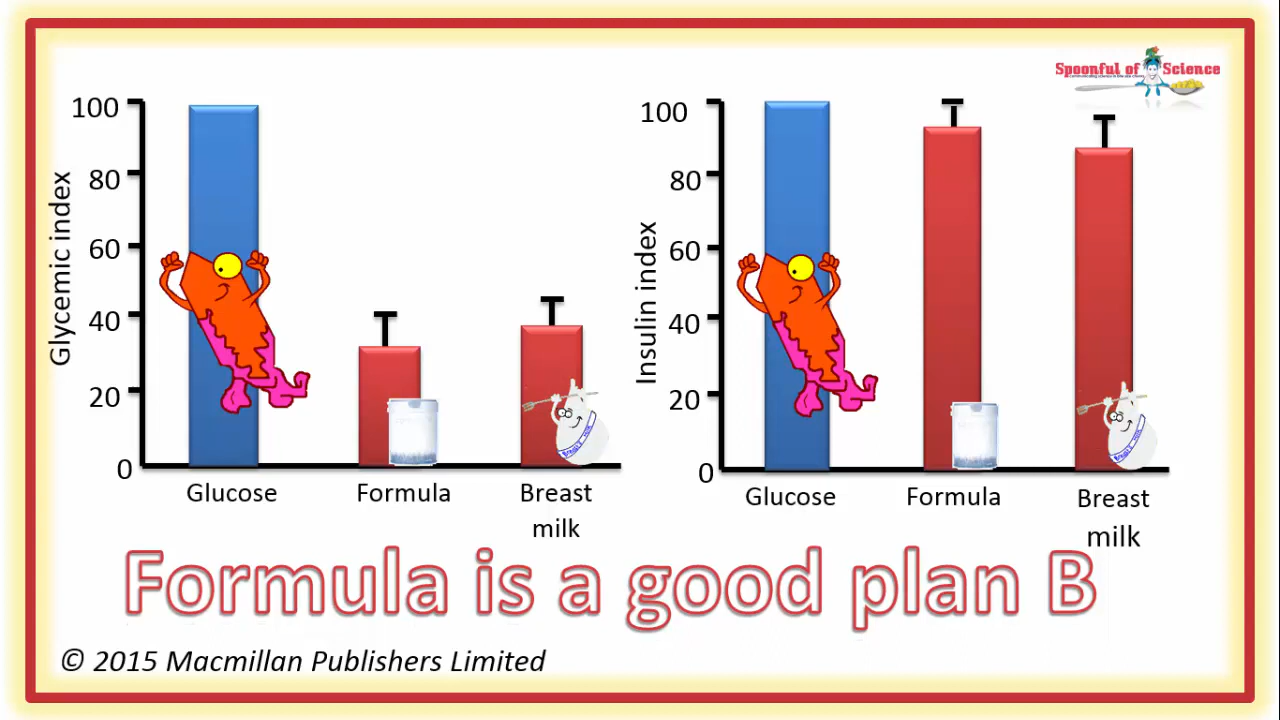 Spoonful of Science
Glycemic index
100
80
60
40
20
0
Glucose
Formula
Breast
milk
Insulin index
100
80
60
40
20
0
Glucose
Formula
Breast
milk
Formula is a good plan B
© 2015 Macmillan Publishers Limited